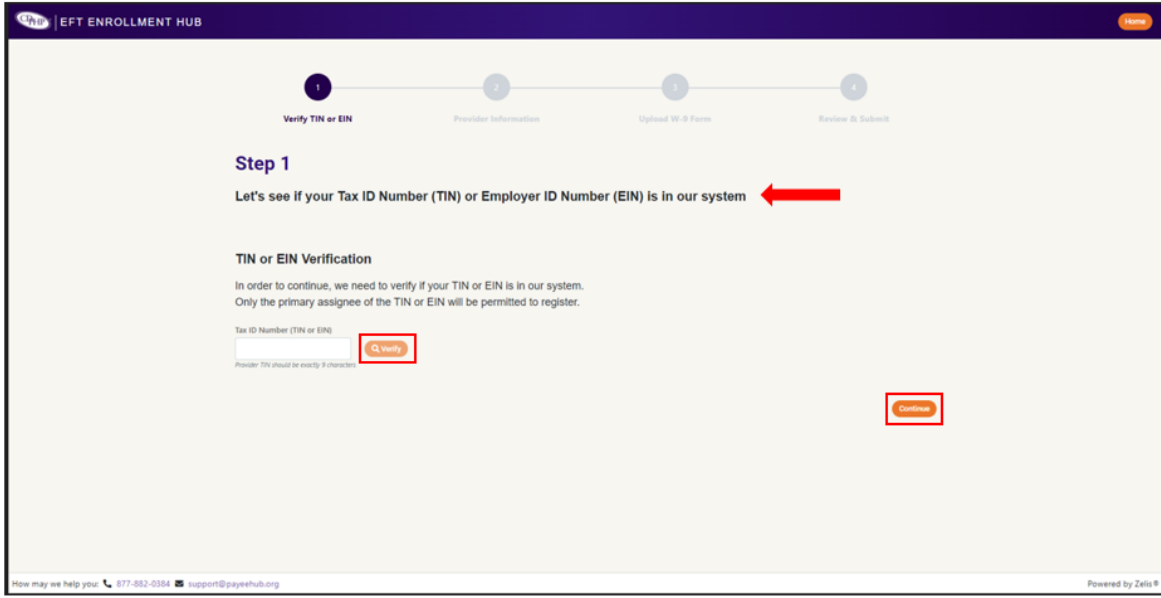 CDPHP EFT ENROLLMENT HUB
Home
1
2
3
4
Verify TIN or EIN
Provider Information
Upload W-9 Form
Review & Submit
Step 1
Let's see if your Tax ID Number (TIN) or Employer ID Number (EIN) is in our system
TIN or EIN Verification
In order to continue, we need to verify if your TIN or EIN is in our system.
Only the primary assignee of the TIN or EIN will be permitted to register.
Tax ID Number (TIN or EIN)
Verify
Provider TIN should be exactly 9 characters
Continue
How may we help you: 877-882-0384 support@payeehub.org
Powered by Zelis®